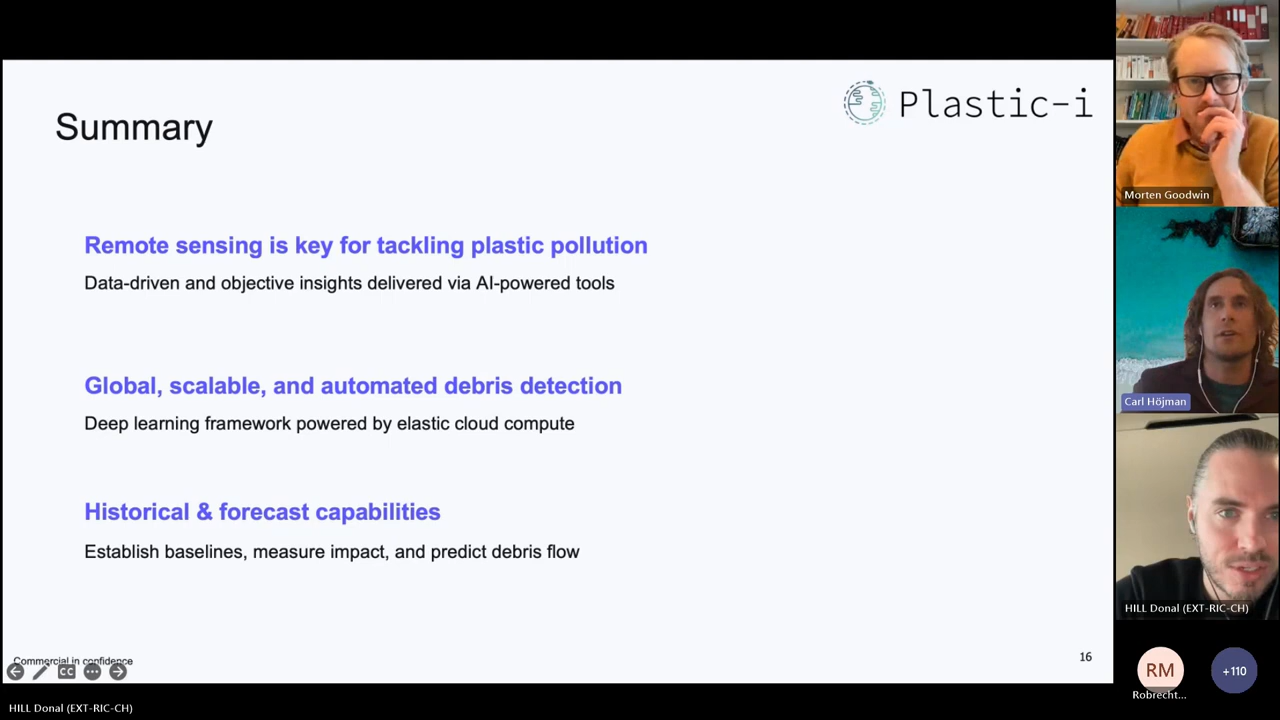 Summary
Plastic-i
Remote sensing is key for tackling plastic pollution
Data-driven and objective insights delivered via AI-powered tools
Global, scalable, and automated debris detection
Deep learning framework powered by elastic cloud compute
Historical & forecast capabilities
Establish baselines, measure impact, and predict debris flow
Commercial in confidence
CC
16
HILL Donal (EXT-RIC-CH)
Morten Goodwin
Carl Höjman
HILL Donal (EXT-RIC-CH)
RM
+110
Robrecht...